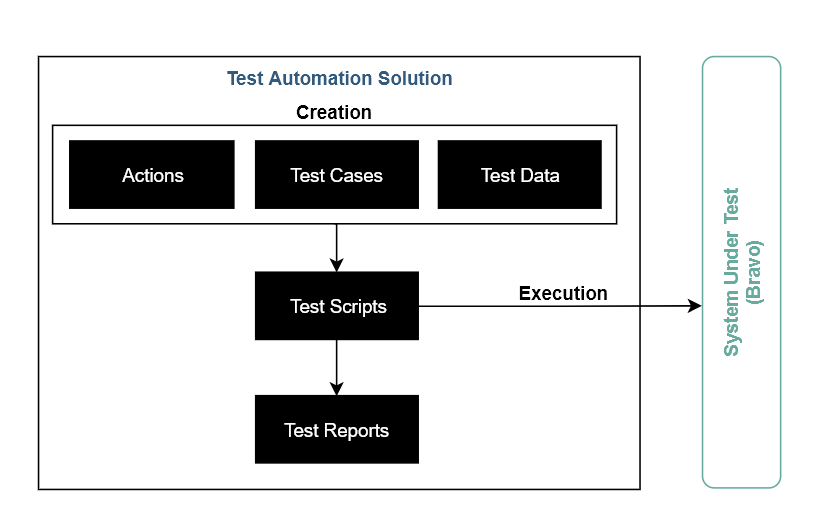 Test Automation Solution
Creation
Actions
Test Cases
Test Data
Test Scripts
Execution
Test Reports
System Under Test
(Bravo)